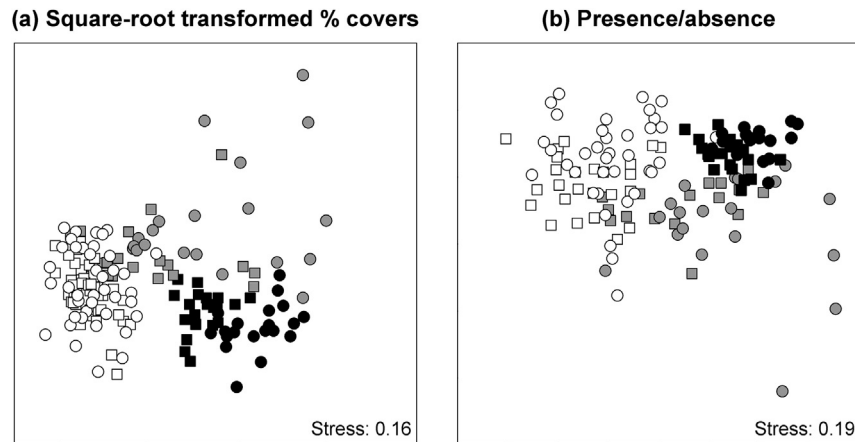 (a) Square-root transformed % covers
(b) Presence/absence
Stress: 0.16
Stress: 0.19